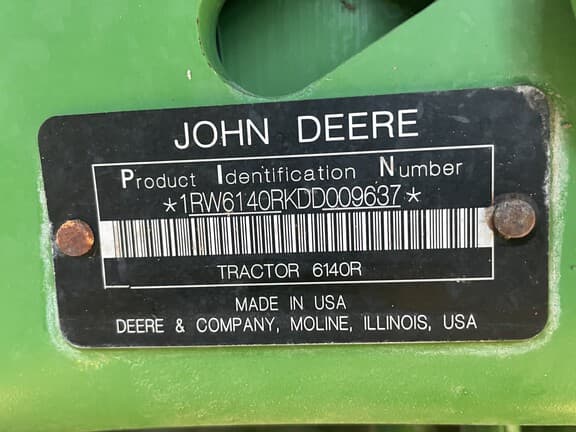 JOHN DEERE
Product Identification Number
*1RW6140RKDD009637*
TRACTOR 6140R
MADE IN USA
DEERE & COMPANY, MOLINE, ILLINOIS, USA